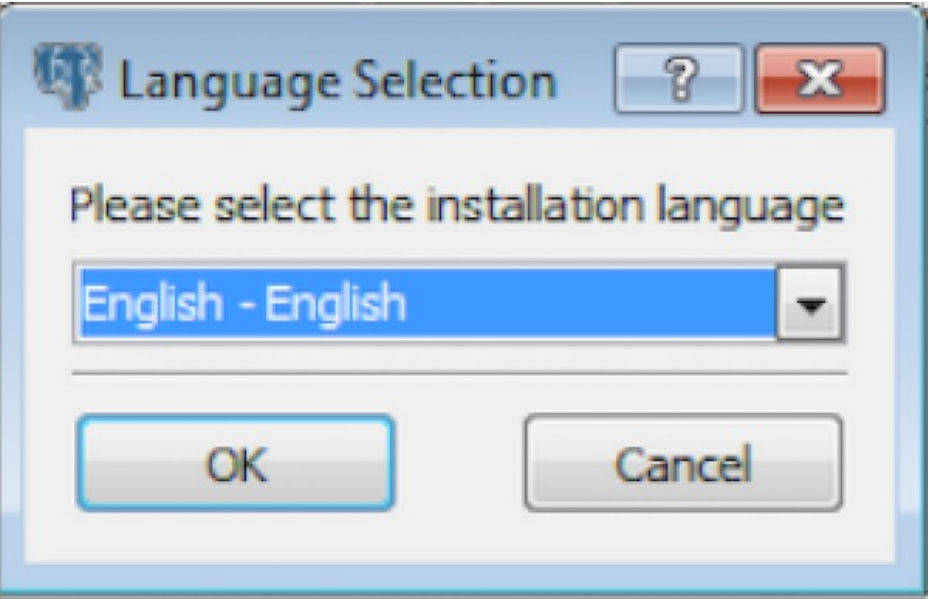 Language Selection
Please select the installation language
English - English
OK Cancel